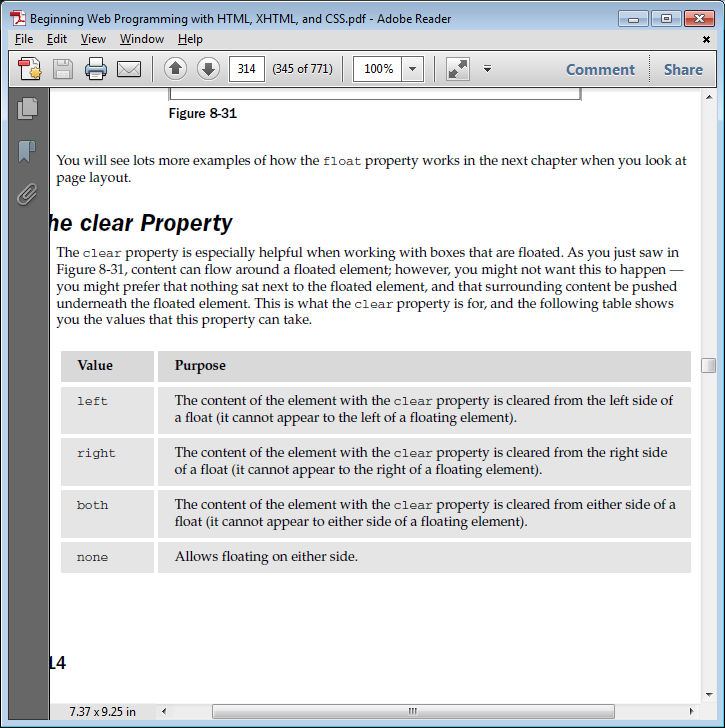 Beginning Web Programming with HTML, XHTML, and CSS.pdf - Adobe Reader
File Edit View Window Help
314 (345 of 771) 100% Comment Share
Figure 8-31
You will see lots more examples of how the float property works in the next chapter when you look at
page layout.
he clear Property
The clear property is especially helpful when working with boxes that are floated. As you just saw in
Figure 8-31, content can flow around a floated element; however, you might not want this to happen —
you might prefer that nothing sat next to the floated element, and that surrounding content be pushed
underneath the floated element. This is what the clear property is for, and the following table shows
you the values that this property can take.
Value Purpose
left The content of the element with the clear property is cleared from the left side of
a float (it cannot appear to the left of a floating element).
right The content of the element with the clear property is cleared from the right side
of a float (it cannot appear to the right of a floating element).
both The content of the element with the clear property is cleared from either side of a
float (it cannot appear to either side of a floating element).
none Allows floating on either side.
14
7.37 x 9.25 in